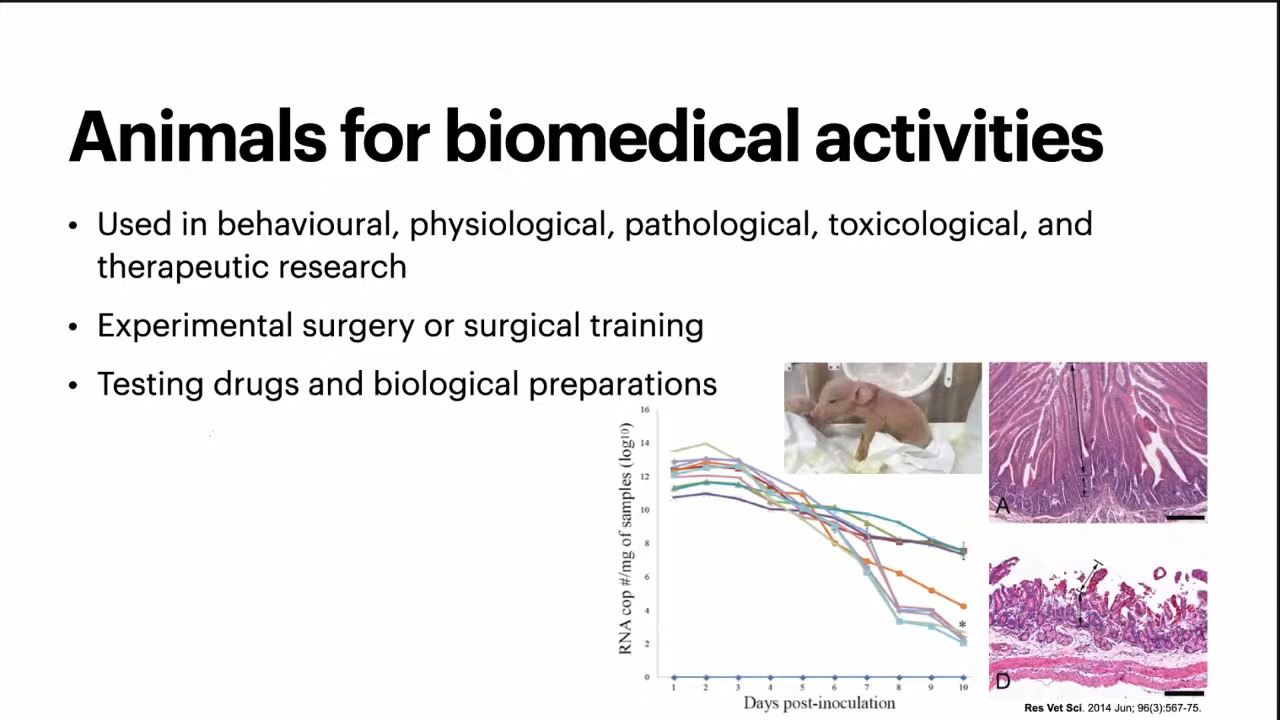 Animals for biomedical activities
• Used in behavioural, physiological, pathological, toxicological, and
therapeutic research
• Experimental surgery or surgical training
• Testing drugs and biological preparations
RNA cop #/mg of samples (log10)
16
14
12
10
8
6
4
2
0
*
1 2 3 4 5 6 7 8 9 10
Days post-inoculation
A
D
Res Vet Sci. 2014 Jun; 96(3):567-75.